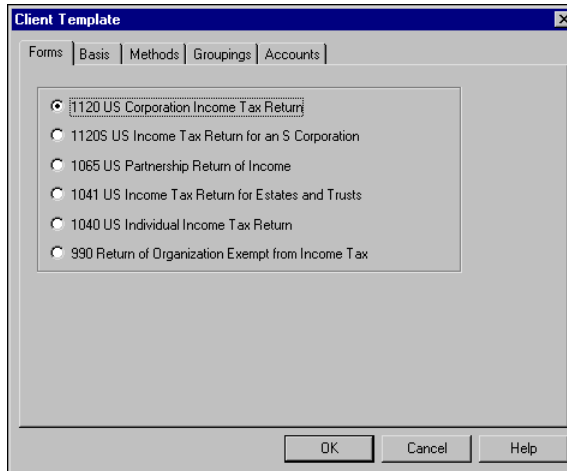 Client Template
Forms Basis Methods Groupings Accounts
1120 US Corporation Income Tax Return
1120S US Income Tax Return for an S Corporation
1065 US Partnership Return of Income
1041 US Income Tax Return for Estates and Trusts
1040 US Individual Income Tax Return
990 Return of Organization Exempt from Income Tax
OK Cancel Help